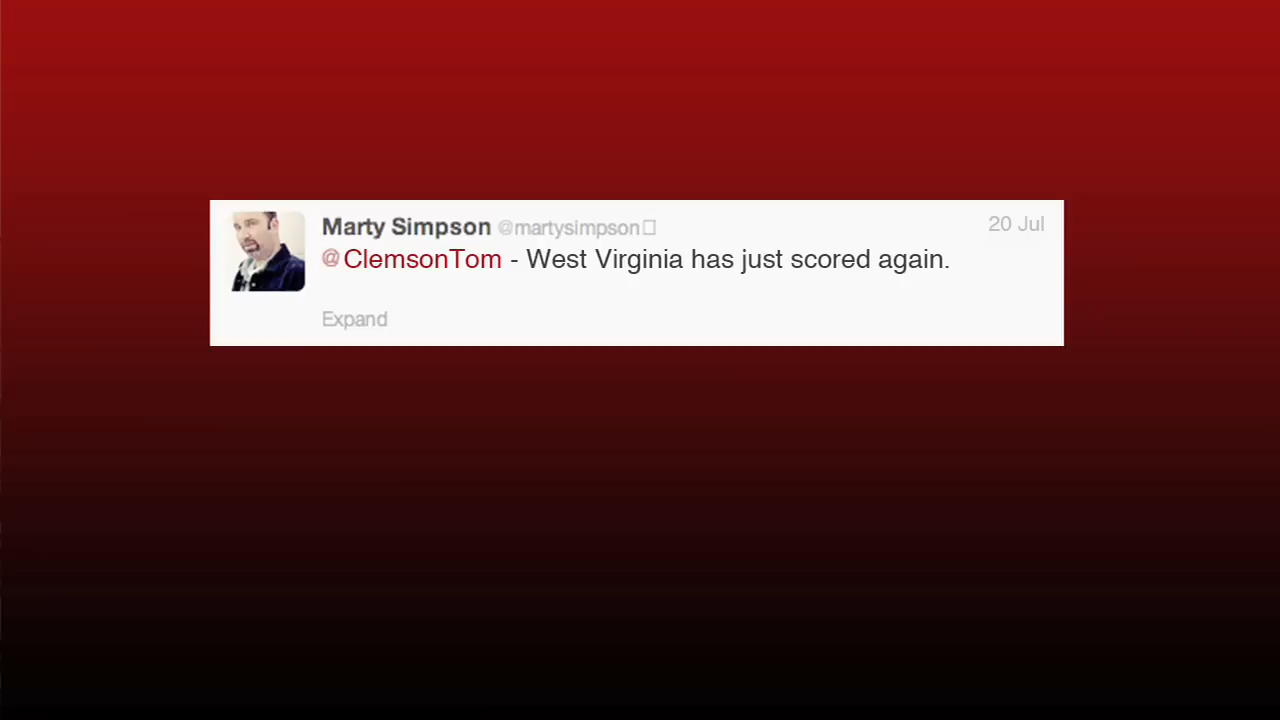 Marty Simpson @martysimpson 20 Jul
@ClemsonTom - West Virginia has just scored again.
Expand